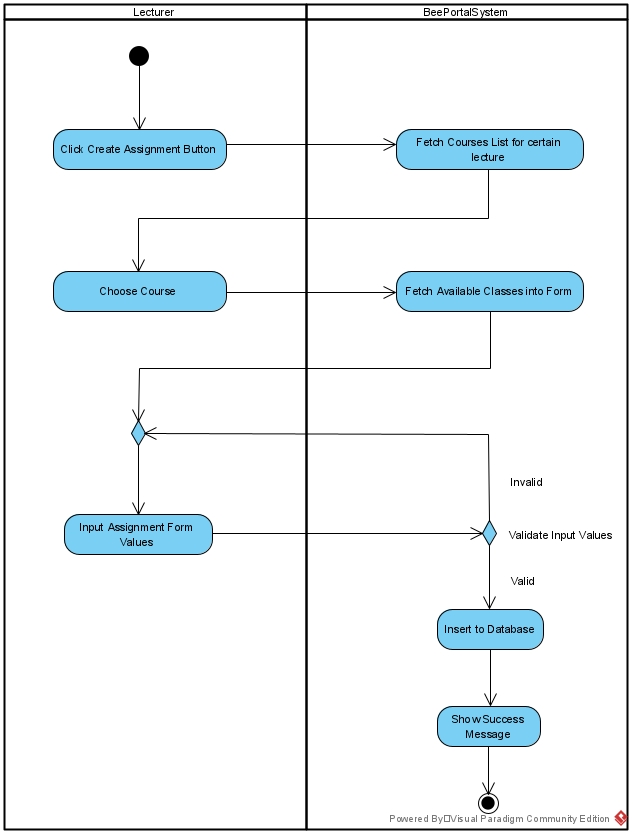 Lecturer
BeePortalSystem
Click Create Assignment Button
Fetch Courses List for certain
lecture
Choose Course
Fetch Available Classes into Form
Invalid
Input Assignment Form
Values
Validate Input Values
Valid
Insert to Database
Show Success
Message
Powered By□Visual Paradigm Community Edition